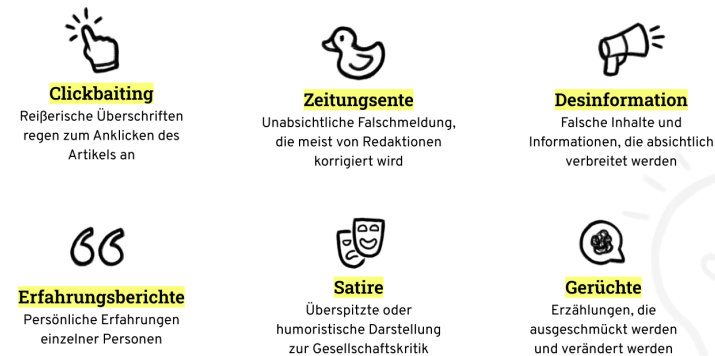 Clickbaiting
Reißerische Überschriften
regen zum Anklicken des
Artikels an
Zeitungsente
Unabsichtliche Falschmeldung,
die meist von Redaktionen
korrigiert wird
Desinformation
Falsche Inhalte und
Informationen, die absichtlich
verbreitet werden
Erfahrungsberichte
Persönliche Erfahrungen
einzelner Personen
Satire
Überspitzte oder
humoristische Darstellung
zur Gesellschaftskritik
Gerüchte
Erzählungen, die
ausgeschmückt werden
und verändert werden